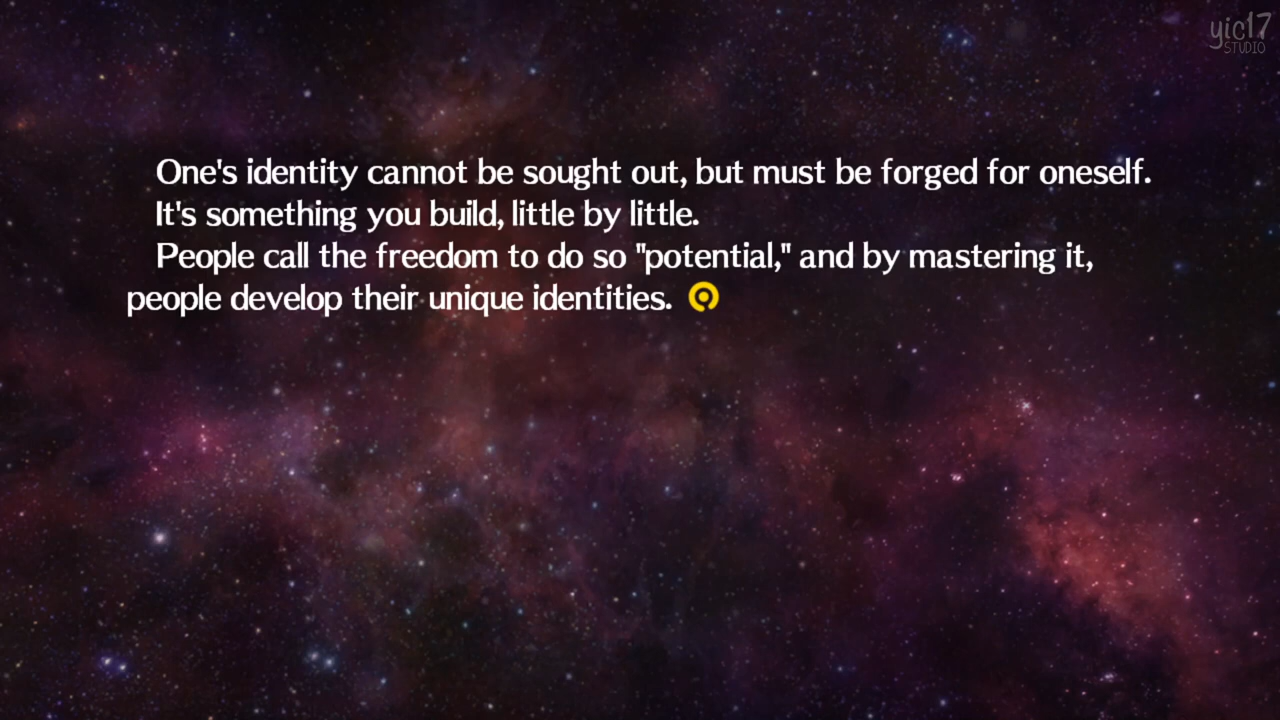 yic17
STUDIO
One's identity cannot be sought out, but must be forged for oneself.
It's something you build, little by little.
People call the freedom to do so "potential," and by mastering it,
people develop their unique identities.